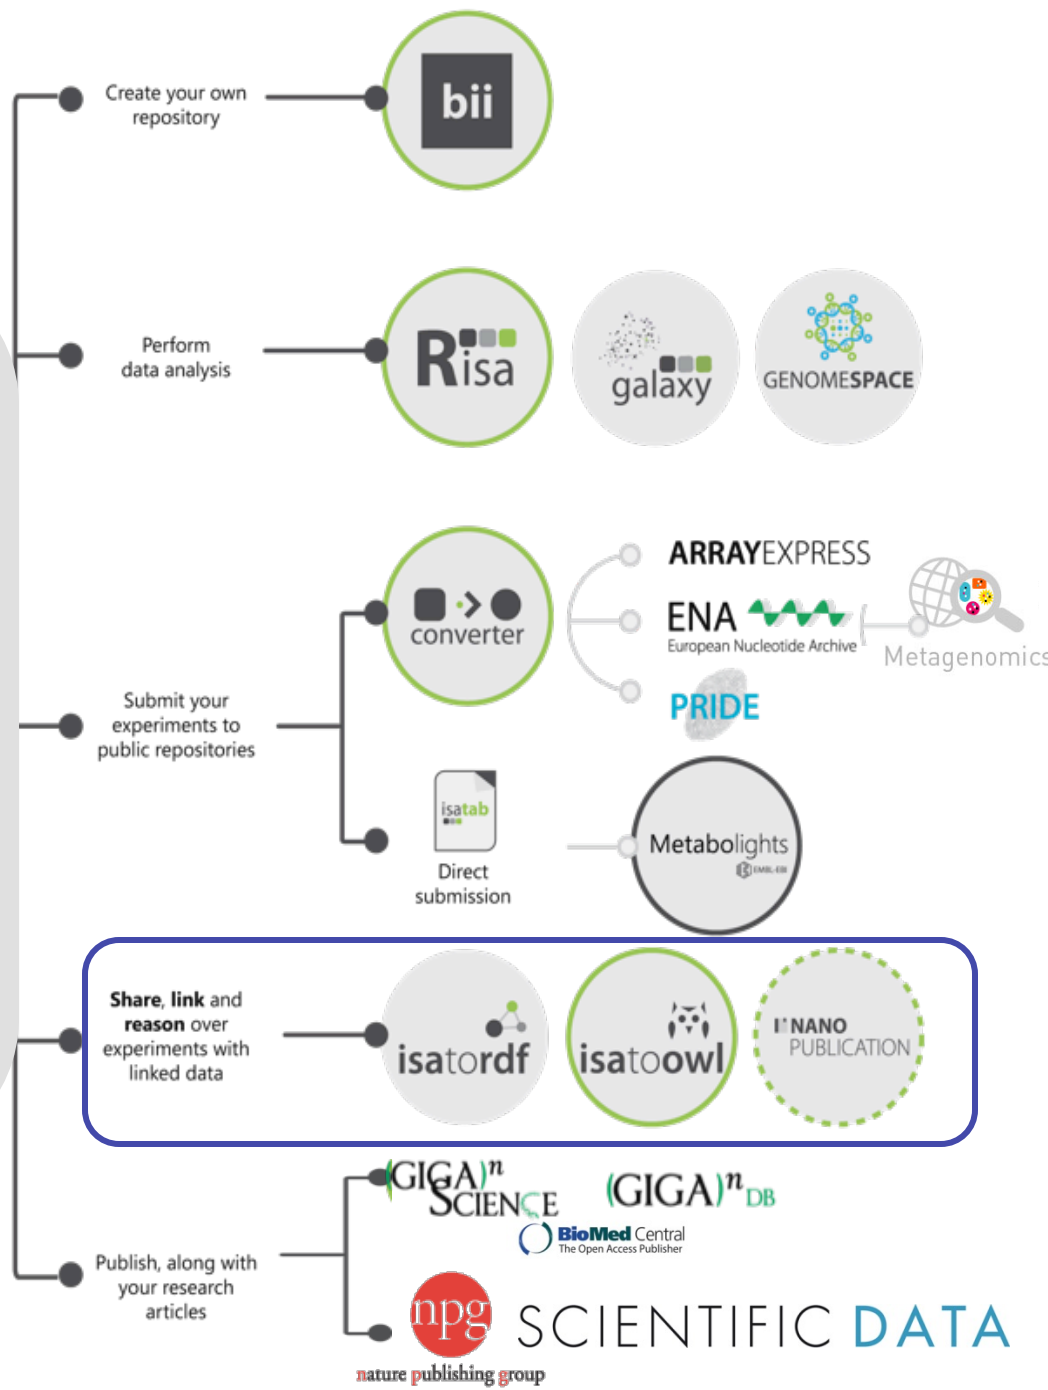 Create your own
repository
bii
Perform
data analysis
Risa
galaxy
GENOMESPACE
Submit your
experiments to
public repositories
converter
ARRAYEXPRESS
ENA
European Nucleotide Archive
Metagenomics
PRIDE
isatab
Direct
submission
Metabolights
EMBL-EBI
Share, link and
reason over
experiments with
linked data
isatordf
isatoowl
NANO
PUBLICATION
Publish, along with
your research
articles
(GIGA)n
SCIENCE
(GIGA)n DB
BioMed Central
The Open Access Publisher
npg
nature publishing group
SCIENTIFIC DATA